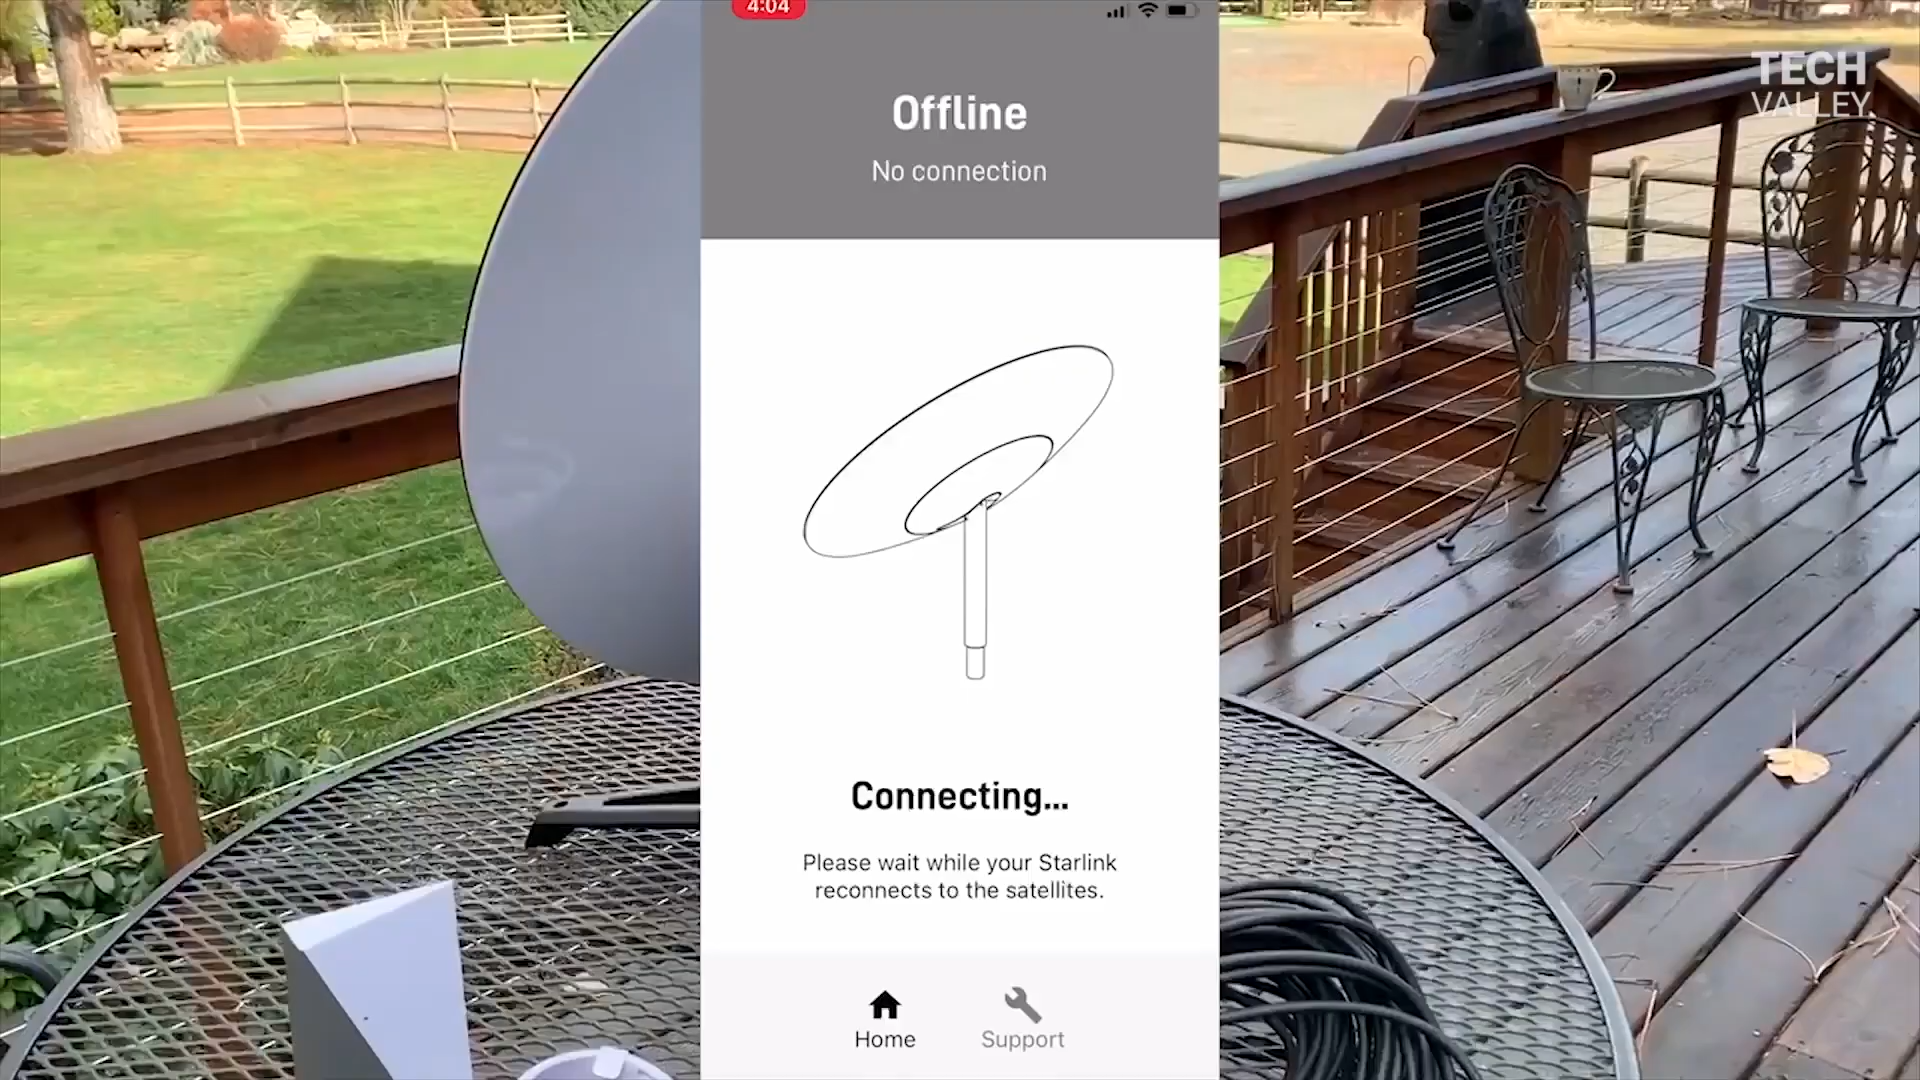 4:04
TECH
VALLEY
Offline
No connection
Connecting...
Please wait while your Starlink
reconnects to the satellites.
Home
Support